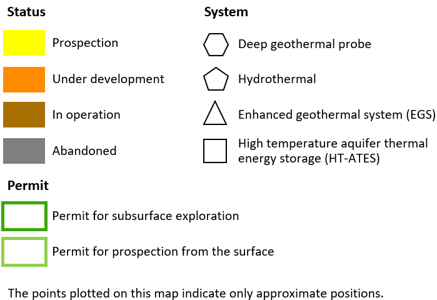 Status
Prospection
Under development
In operation
Abandoned
System
Deep geothermal probe
Hydrothermal
Enhanced geothermal system (EGS)
High temperature aquifer thermal
energy storage (HT-ATES)
Permit
Permit for subsurface exploration
Permit for prospection from the surface
The points plotted on this map indicate only approximate positions.